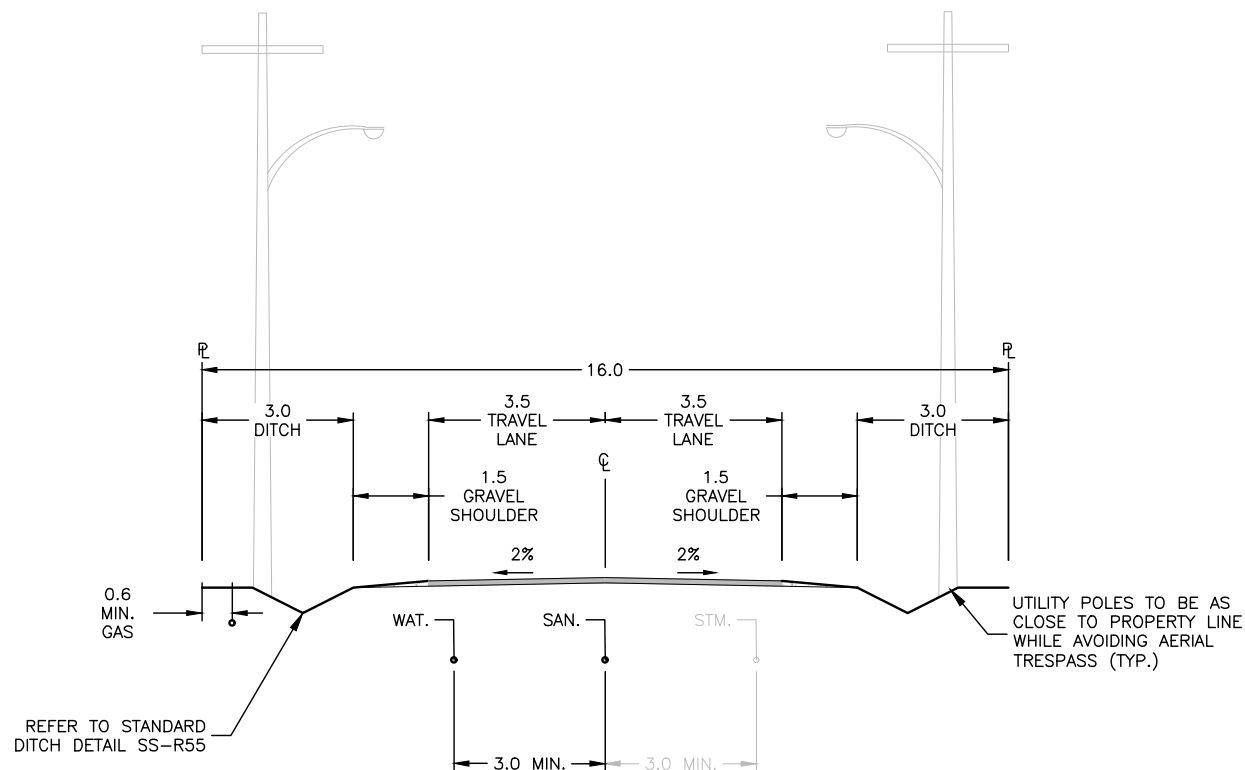 ℄
℄
16.0
3.0
DITCH
3.5
TRAVEL
LANE
3.5
TRAVEL
LANE
3.0
DITCH
℄
1.5
GRAVEL
SHOULDER
1.5
GRAVEL
SHOULDER
2%
2%
0.6
MIN.
GAS
WAT.
SAN.
STM.
UTILITY POLES TO BE AS
CLOSE TO PROPERTY LINE
WHILE AVOIDING AERIAL
TRESPASS (TYP.)
REFER TO STANDARD
DITCH DETAIL SS-R55
3.0 MIN.
3.0 MIN.